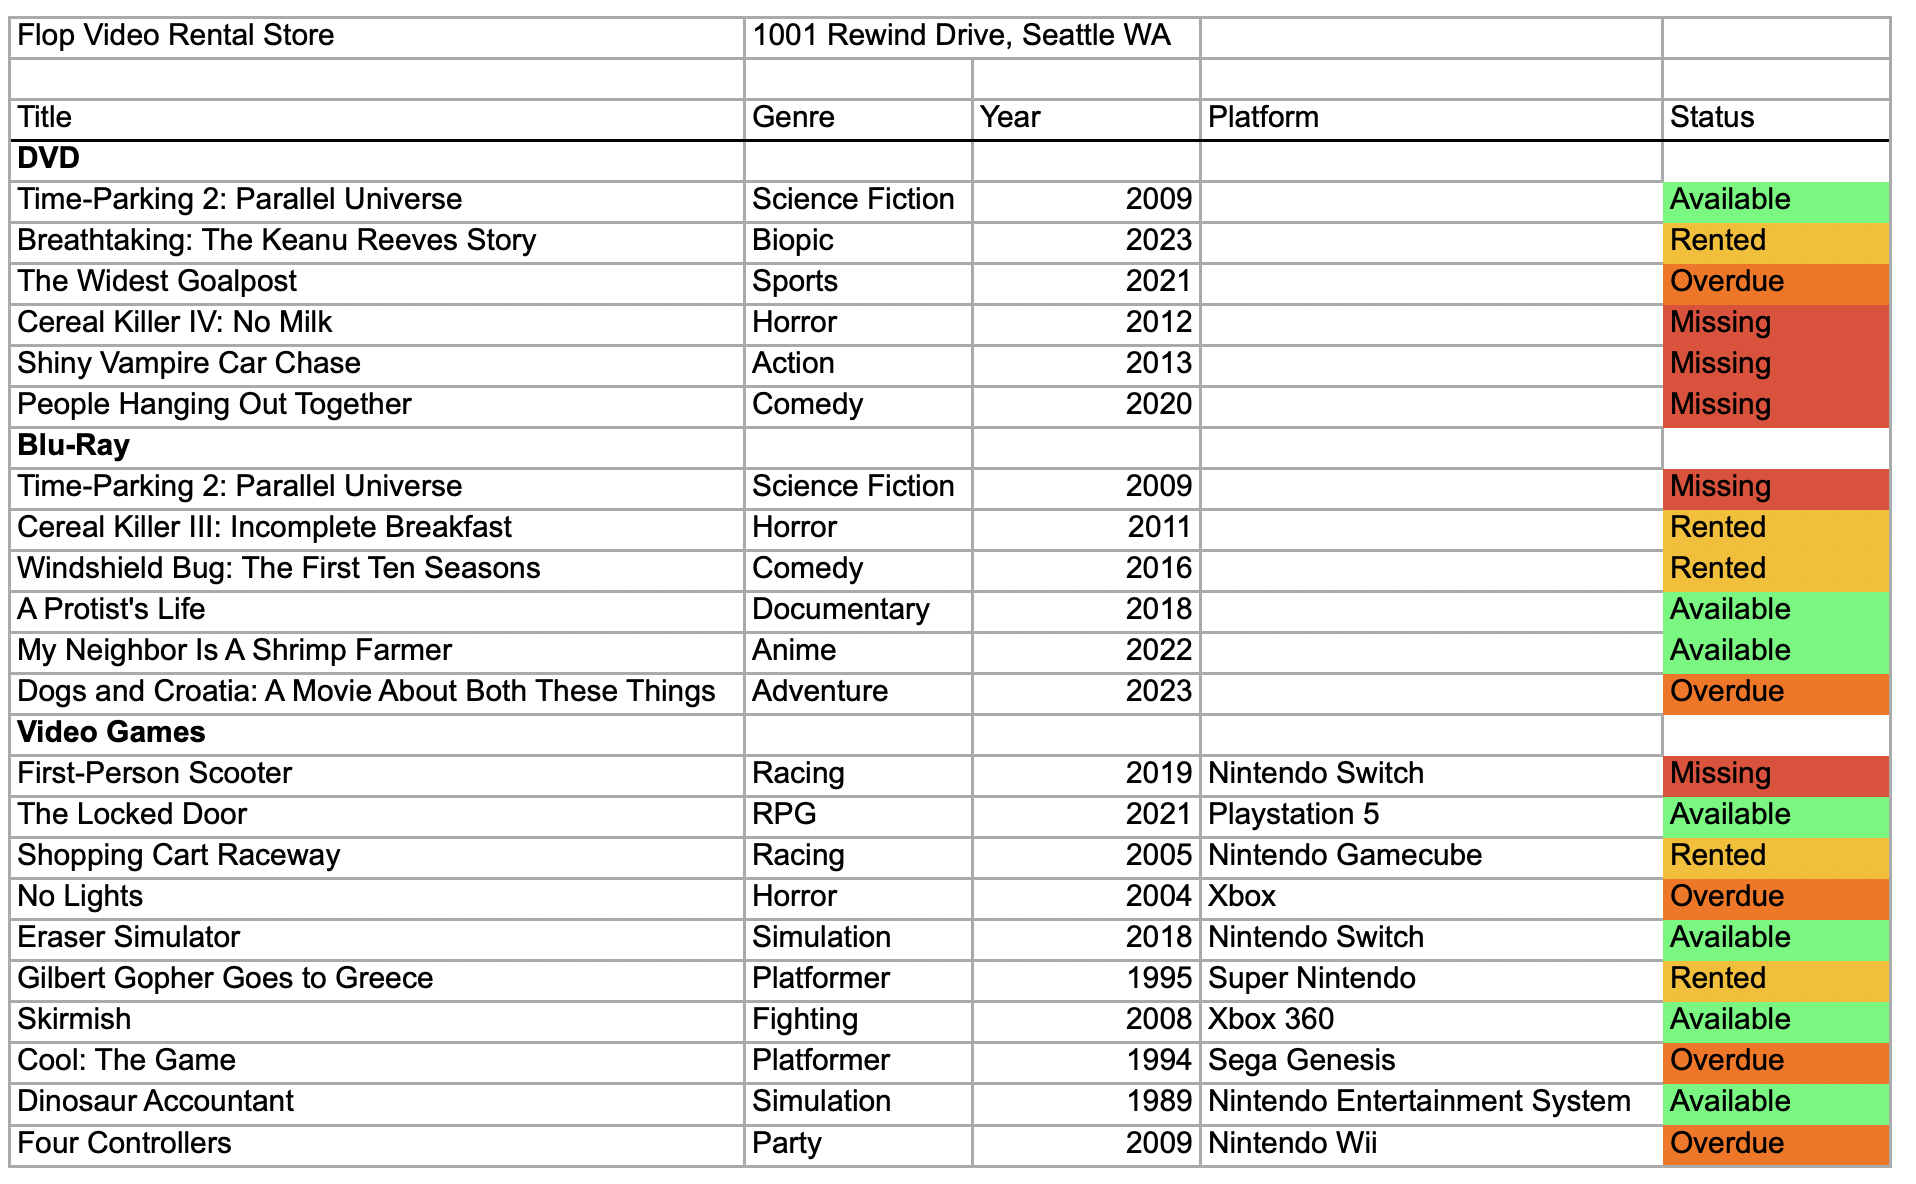 Flop Video Rental Store 1001 Rewind Drive, Seattle WA
Title Genre Year Platform Status
DVD
Time-Parking 2: Parallel Universe Science Fiction 2009 Available
Breathtaking: The Keanu Reeves Story Biopic 2023 Rented
The Widest Goalpost Sports 2021 Overdue
Cereal Killer IV: No Milk Horror 2012 Missing
Shiny Vampire Car Chase Action 2013 Missing
People Hanging Out Together Comedy 2020 Missing
Blu-Ray
Time-Parking 2: Parallel Universe Science Fiction 2009 Missing
Cereal Killer III: Incomplete Breakfast Horror 2011 Rented
Windshield Bug: The First Ten Seasons Comedy 2016 Rented
A Protist's Life Documentary 2018 Available
My Neighbor Is A Shrimp Farmer Anime 2022 Available
Dogs and Croatia: A Movie About Both These Things Adventure 2023 Overdue
Video Games
First-Person Scooter Racing 2019 Nintendo Switch Missing
The Locked Door RPG 2021 Playstation 5 Available
Shopping Cart Raceway Racing 2005 Nintendo Gamecube Rented
No Lights Horror 2004 Xbox Overdue
Eraser Simulator Simulation 2018 Nintendo Switch Available
Gilbert Gopher Goes to Greece Platformer 1995 Super Nintendo Rented
Skirmish Fighting 2008 Xbox 360 Available
Cool: The Game Platformer 1994 Sega Genesis Overdue
Dinosaur Accountant Simulation 1989 Nintendo Entertainment System Available
Four Controllers Party 2009 Nintendo Wii Overdue